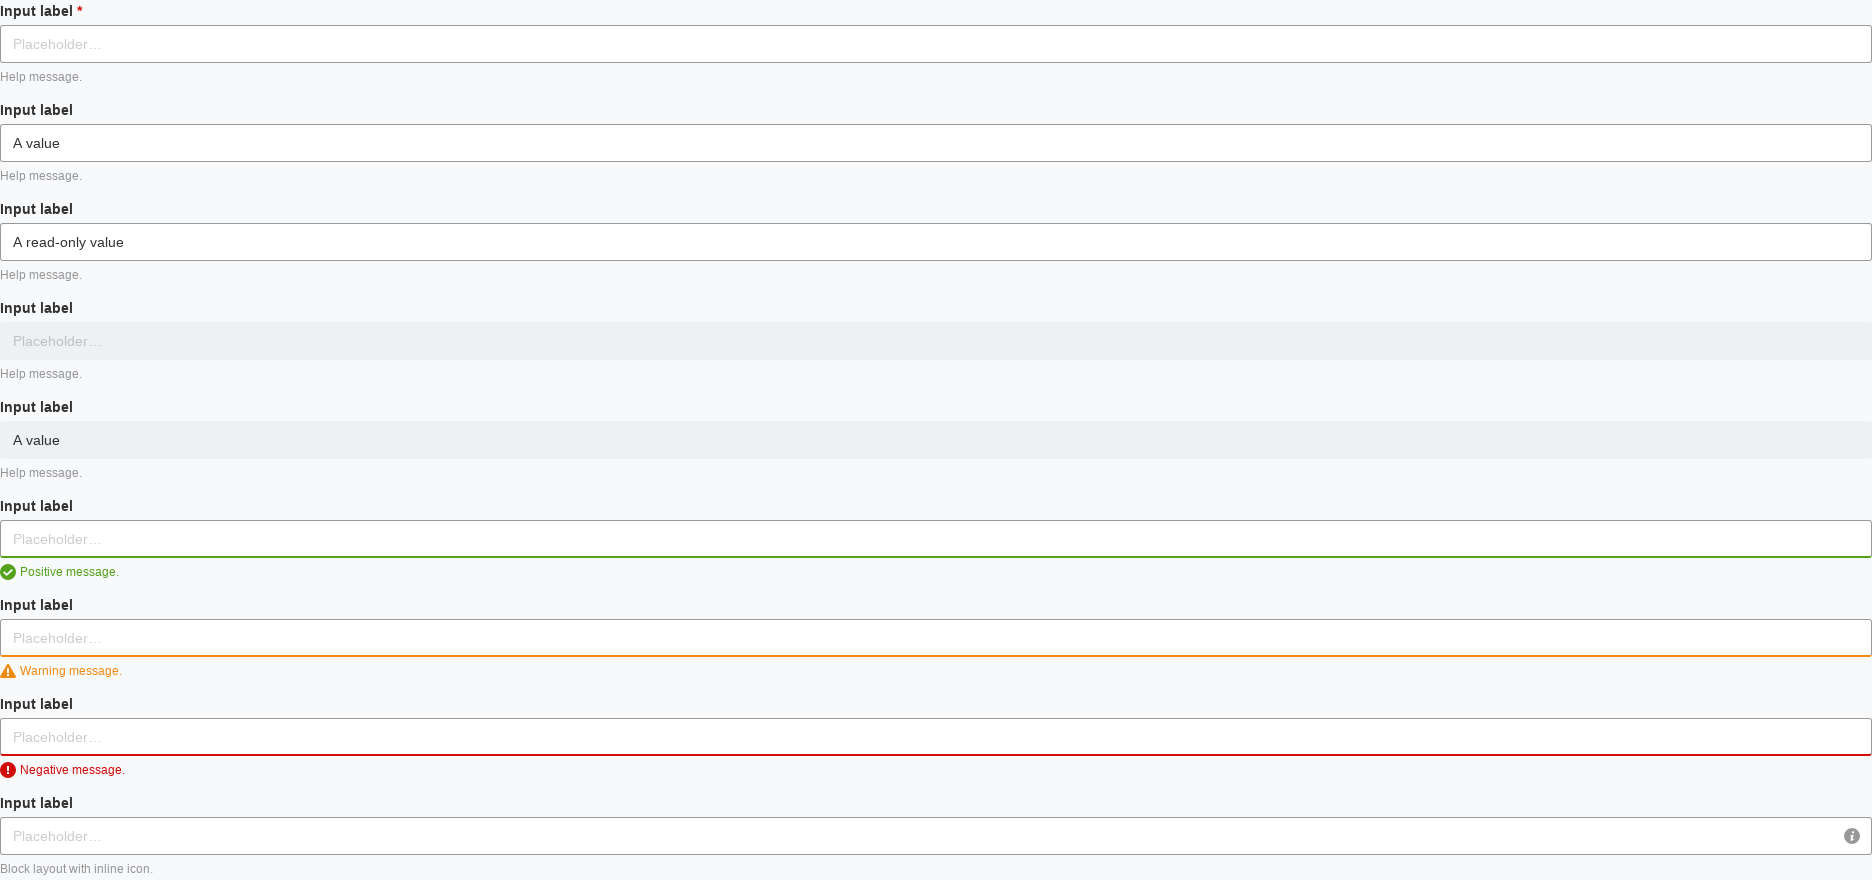 Input label *
Placeholder…
Help message.
Input label
A value
Help message.
Input label
A read-only value
Help message.
Input label
Placeholder…
Help message.
Input label
A value
Help message.
Input label
Placeholder…
Positive message.
Input label
Placeholder…
Warning message.
Input label
Placeholder…
Negative message.
Input label
Placeholder…
Block layout with inline icon.